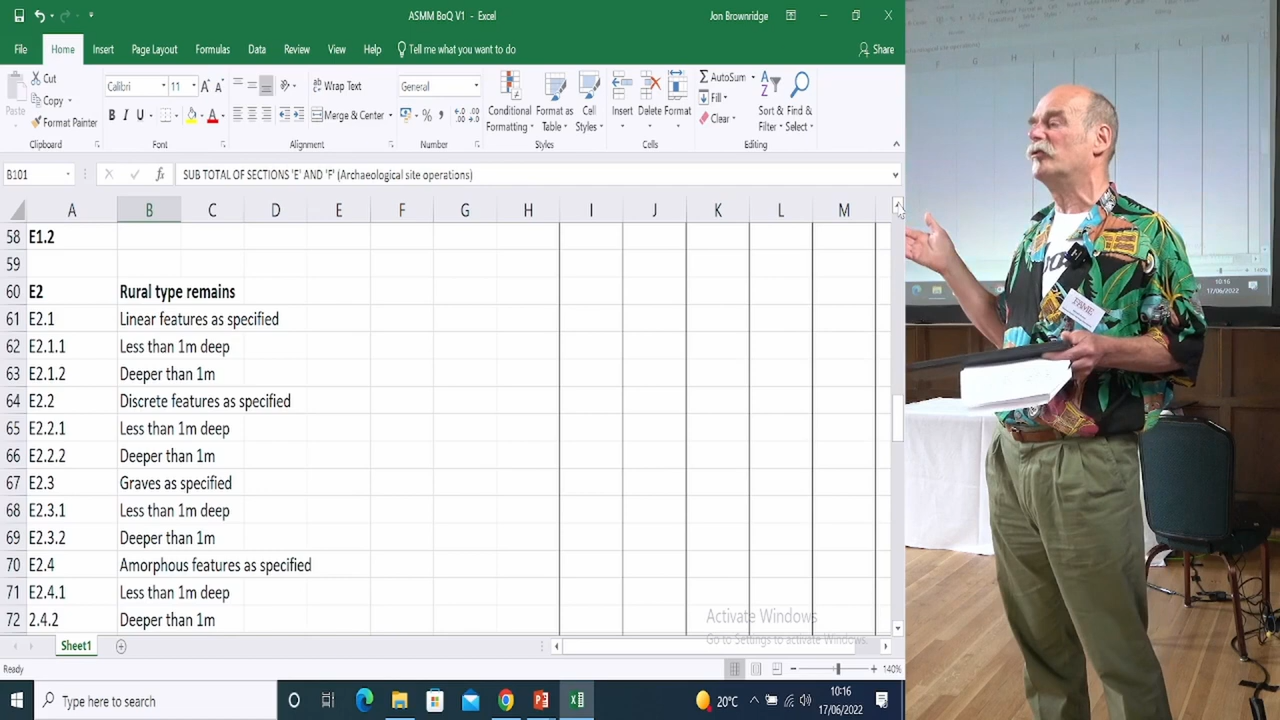 ASMM BoQ V1 - Excel
Jon Brownridge
File Home Insert Page Layout Formulas Data Review View Help Tell me what you want to do Share
Paste
Cut
Copy
Format Painter
Clipboard
Calibri 11
B I U
Font
Wrap Text
Merge & Center
Alignment
General
Number
Conditional Formatting
Format as Table
Cell Styles
Styles
Insert Delete Format
Cells
AutoSum
Fill
Clear
Sort & Filter
Find & Select
Editing
B101 fx SUB TOTAL OF SECTIONS 'E' AND 'F' (Archaeological site operations)
A B C D E F G H I J K L M
58 E1.2
59
60 E2 Rural type remains
61 E2.1 Linear features as specified
62 E2.1.1 Less than 1m deep
63 E2.1.2 Deeper than 1m
64 E2.2 Discrete features as specified
65 E2.2.1 Less than 1m deep
66 E2.2.2 Deeper than 1m
67 E2.3 Graves as specified
68 E2.3.1 Less than 1m deep
69 E2.3.2 Deeper than 1m
70 E2.4 Amorphous features as specified
71 E2.4.1 Less than 1m deep
72 2.4.2 Deeper than 1m
Activate Windows
Go to Settings to activate Windows.
Sheet1
Ready
140%
Type here to search
20°C
10:16
17/06/2022
F G H I J K L M
140%
10:16
17/06/2022
FAME